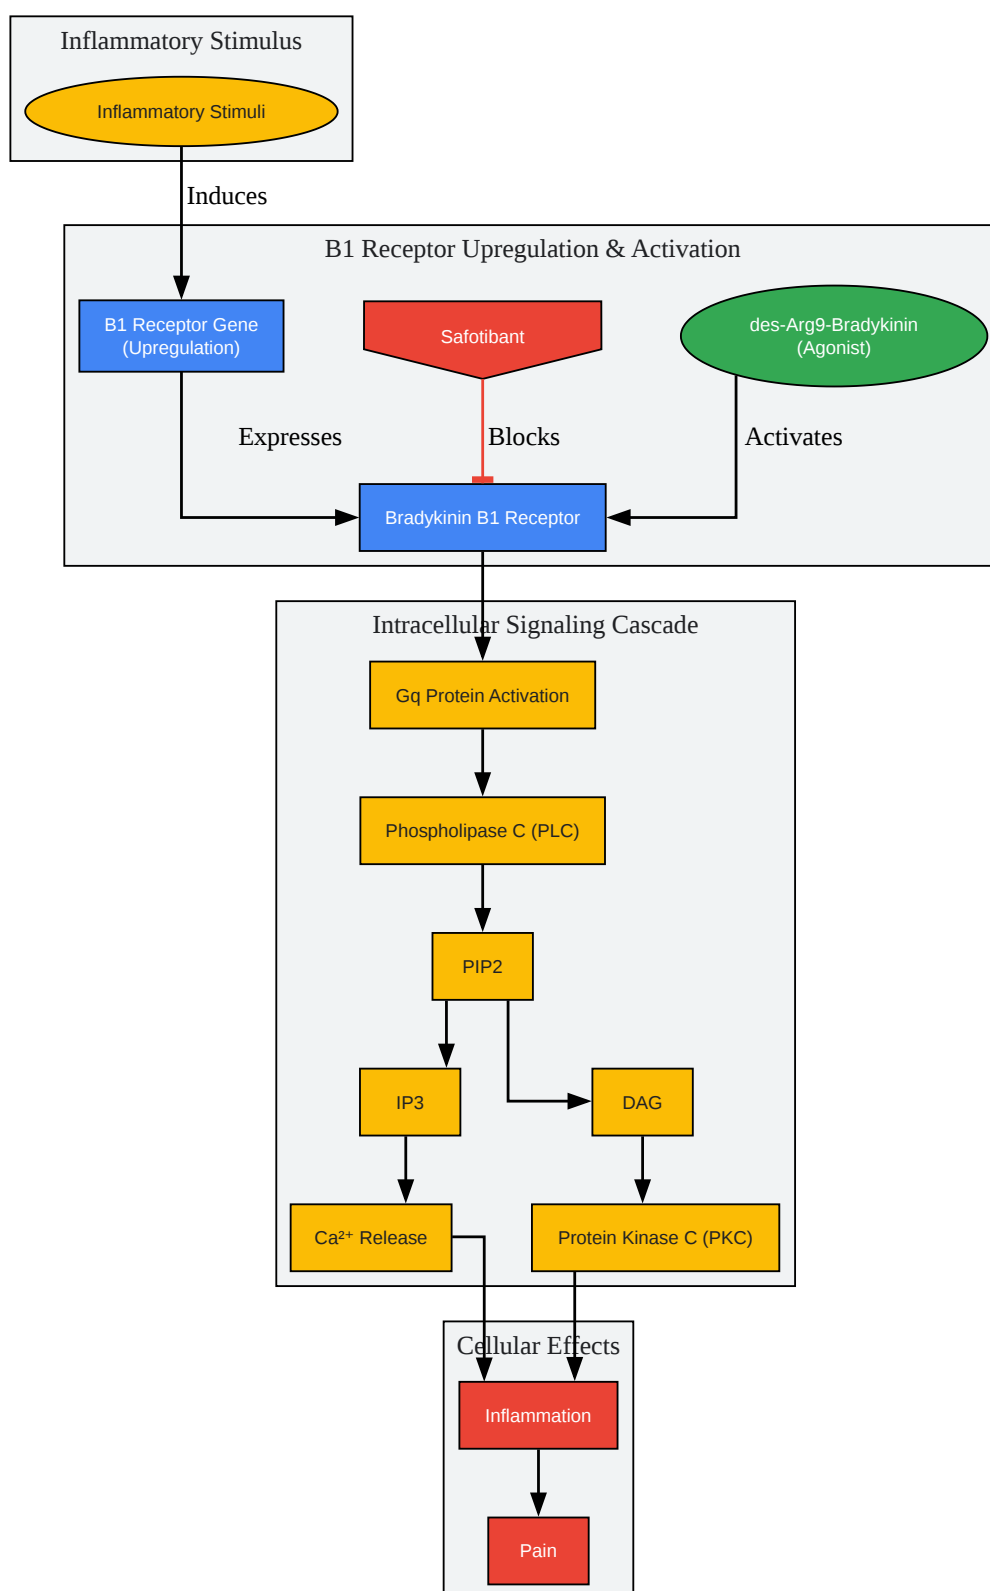 Inflammatory Stimulus
Inflammatory Stimuli
Induces
B1 Receptor Upregulation & Activation
B1 Receptor Gene
(Upregulation)
Safotibant
des-Arg9-Bradykinin
(Agonist)
Expresses
Blocks
Activates
Bradykinin B1 Receptor
Intracellular Signaling Cascade
Gq Protein Activation
Phospholipase C (PLC)
PIP2
IP3
DAG
Ca²⁺ Release
Protein Kinase C (PKC)
Cellular Effects
Inflammation
Pain